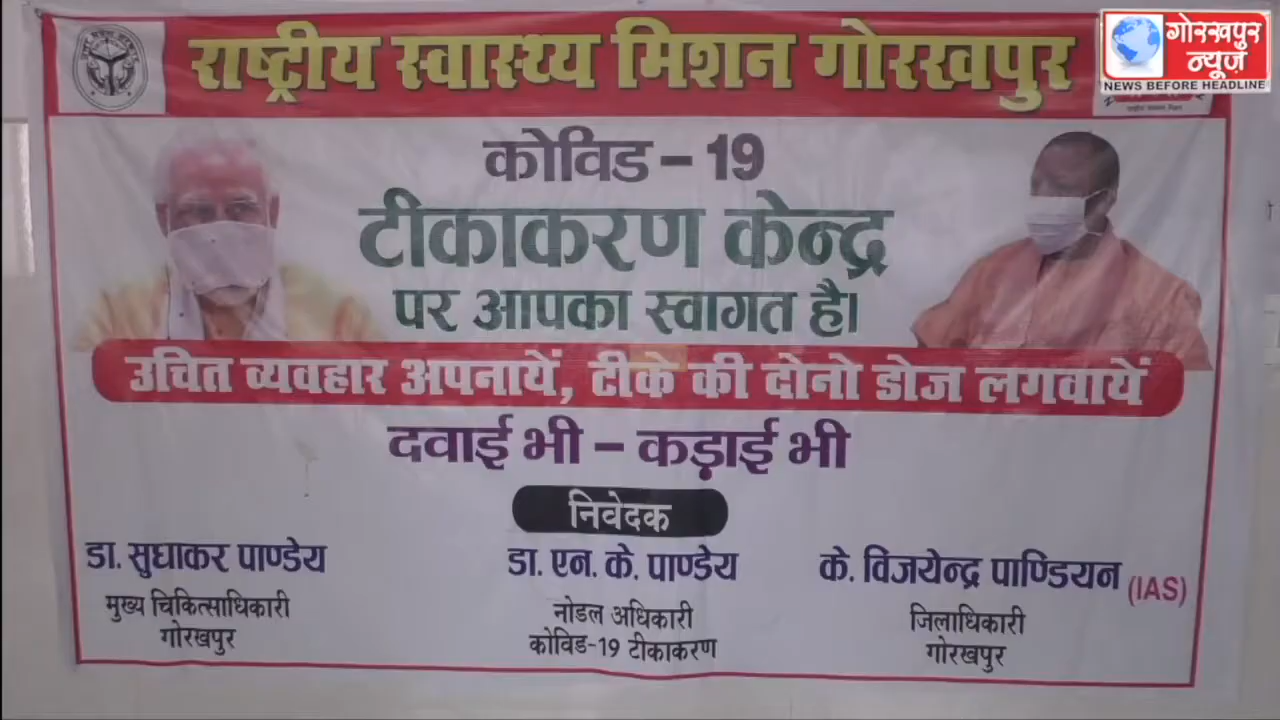 राष्ट्रीय स्वास्थ्य मिशन गोरखपुर
गोरखपुर
न्यूज़
NEWS BEFORE HEADLINE
कोविड – 19
टीकाकरण केन्द्र
पर आपका स्वागत है।
उचित व्यवहार अपनायें, टीके की दोनो डोज लगवायें
दवाई भी – कड़ाई भी
निवेदक
डा. सुधाकर पाण्डेय
मुख्य चिकित्साधिकारी
गोरखपुर
डा. एन. के. पाण्डेय
नोडल अधिकारी
कोविड-19 टीकाकरण
के. विजयेन्द्र पाण्डियन (IAS)
जिलाधिकारी
गोरखपुर